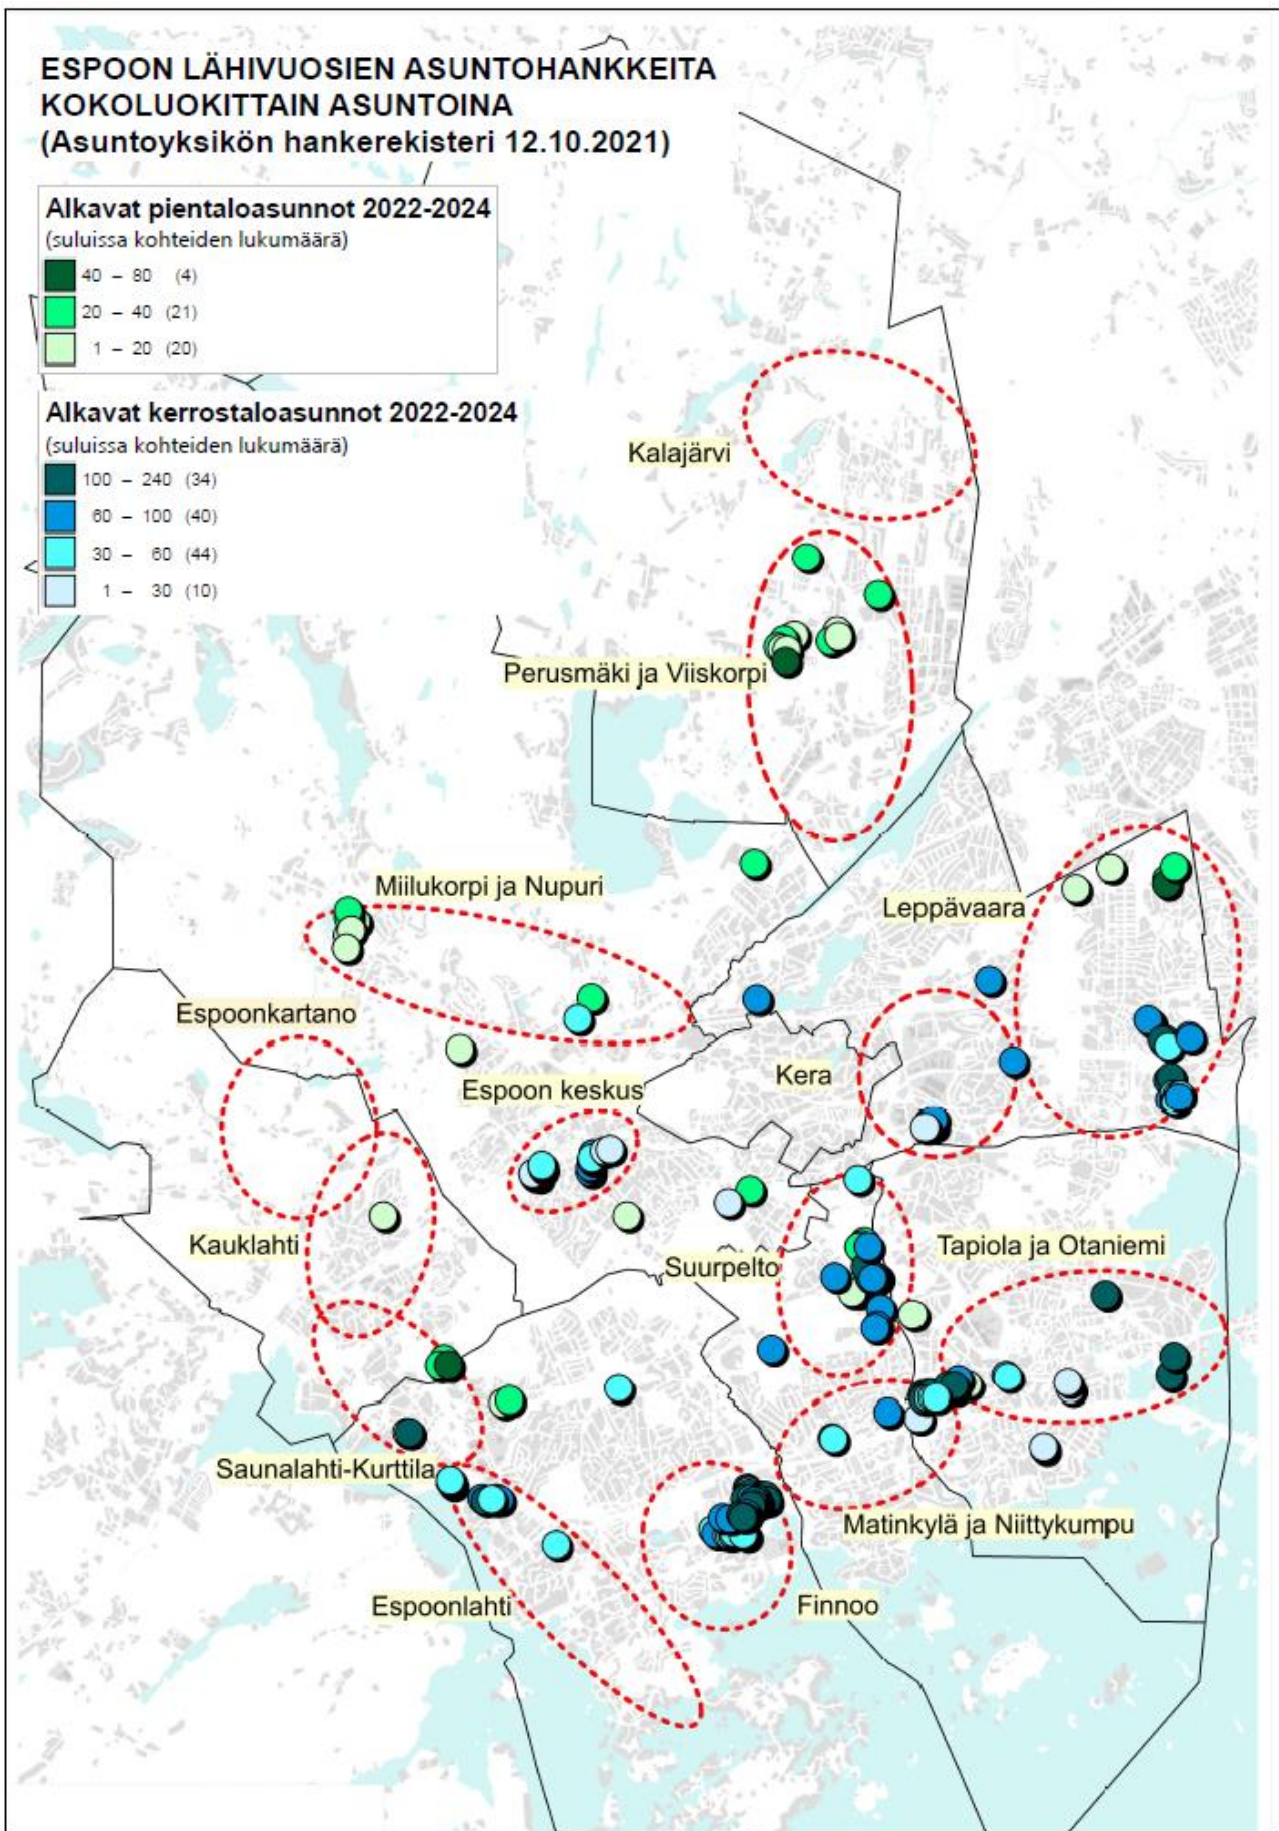 ESPOON LÄHIVUOSIEN ASUNTOHANKKEITA
KOKOLUOKITTAIN ASUNTOINA
(Asuntoyksikön hankerekisteri 12.10.2021)
Alkavat pientaloasunnot 2022-2024
(suluissa kohteiden lukumäärä)
40 – 80 (4)
20 – 40 (21)
1 – 20 (20)
Alkavat kerrostaloasunnot 2022-2024
(suluissa kohteiden lukumäärä)
100 – 240 (34)
60 – 100 (40)
30 – 60 (44)
1 – 30 (10)
Kalajärvi
Perusmäki ja Viiskorpi
Miilukorpi ja Nupuri
Leppävaara
Espoonkartano
Kera
Espoon keskus
Kauklahti
Tapiola ja Otaniemi
Suurpelto
Saunalahti-Kurttila
Matinkylä ja Niittykumpu
Espoonlahti
Finnoo